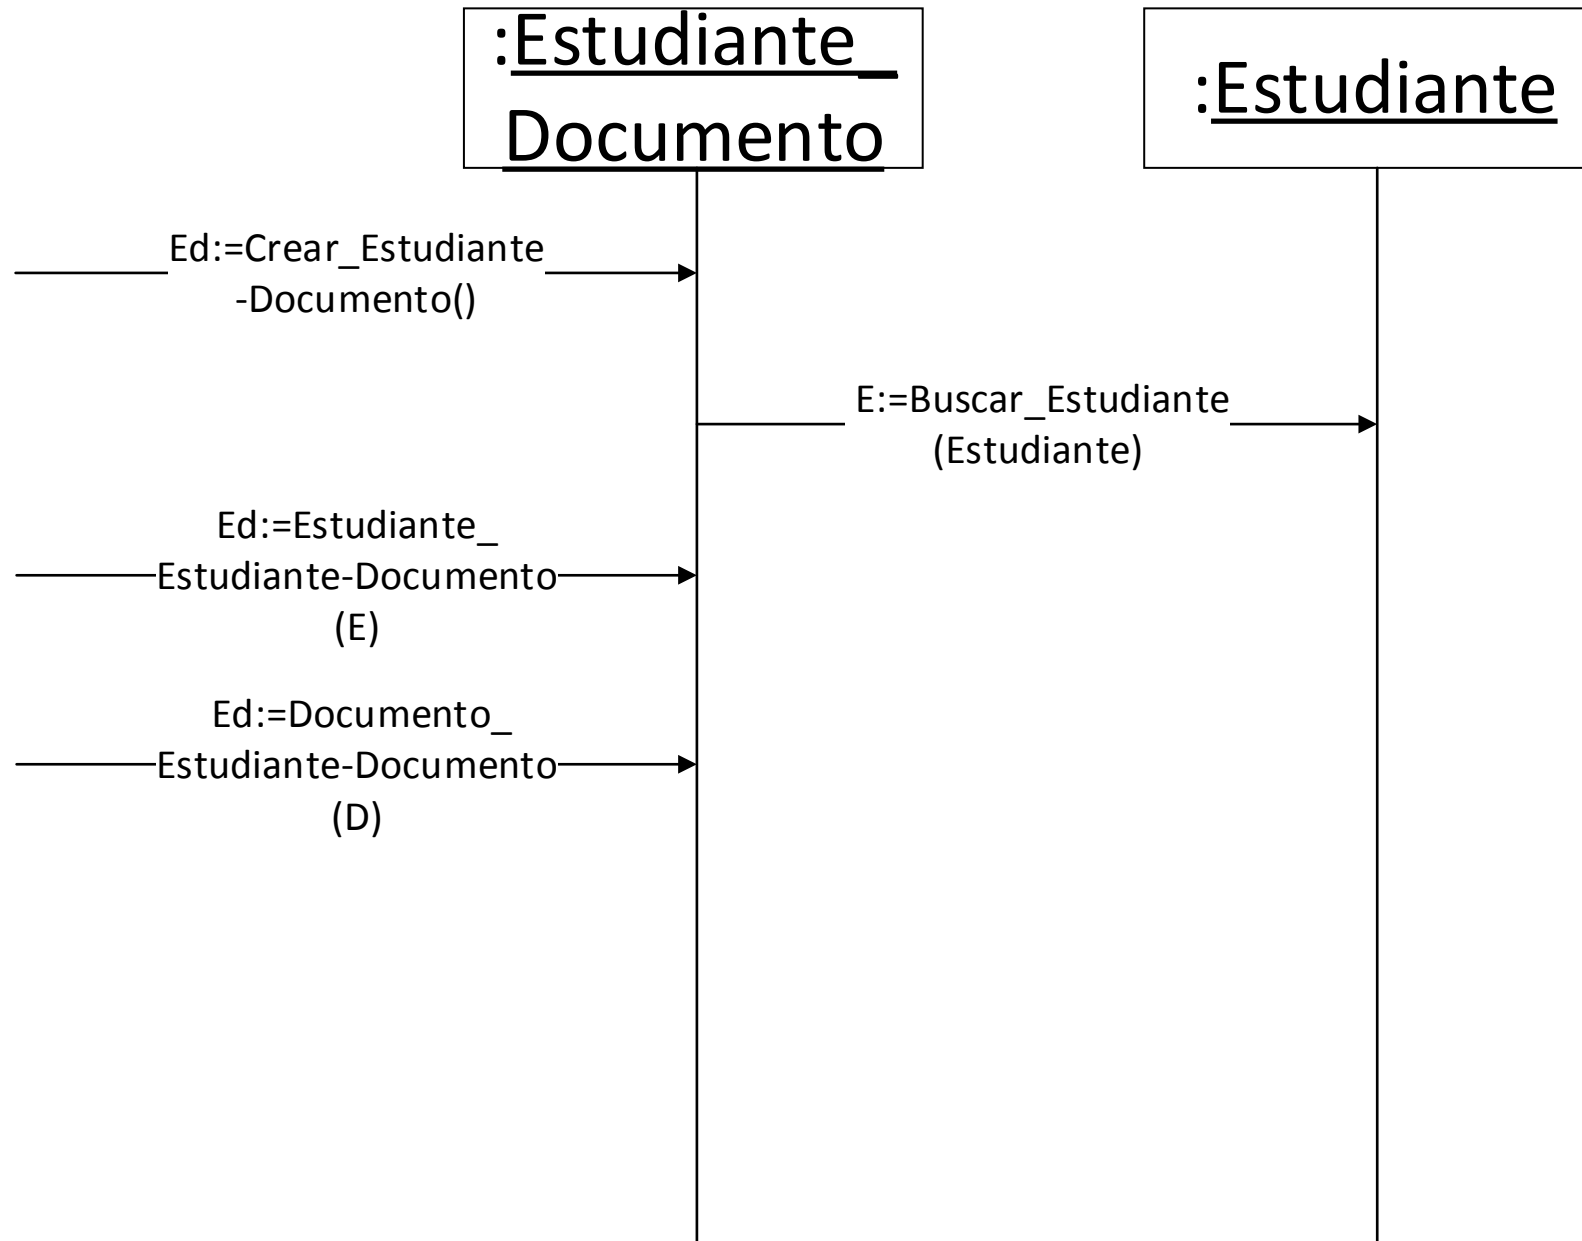 :Estudiante_
Documento
:Estudiante
Ed:=Crear_Estudiante
-Documento()
E:=Buscar_Estudiante
(Estudiante)
Ed:=Estudiante_
Estudiante-Documento
(E)
Ed:=Documento_
Estudiante-Documento
(D)